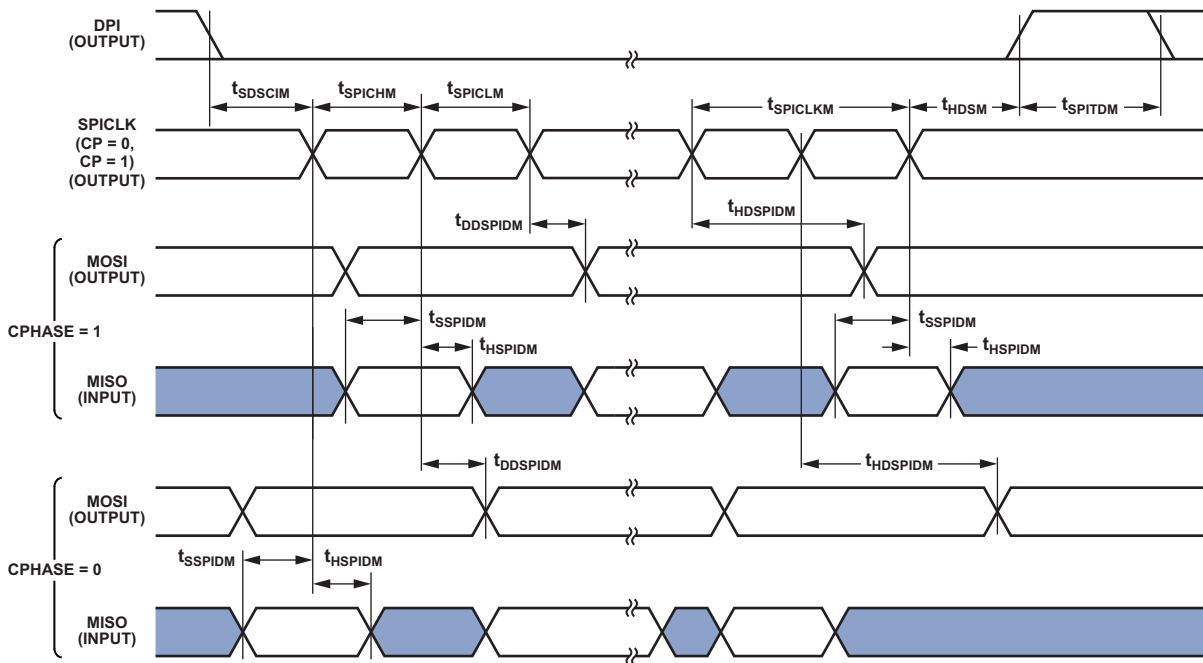 DPI
(OUTPUT)
tSDSCIM
tSPICHM
tSPICLM
tSPICLKM
tHDSM
tSPITDM
SPICLK
(CP = 0,
CP = 1)
(OUTPUT)
tDDSPIDM
tHDSPIDM
CPHASE = 1
MOSI
(OUTPUT)
tSSPIDM
tSSPIDM
tHSPIDM
tHSPIDM
MISO
(INPUT)
tDDSPIDM
tHDSPIDM
CPHASE = 0
MOSI
(OUTPUT)
tSSPIDM
tHSPIDM
MISO
(INPUT)